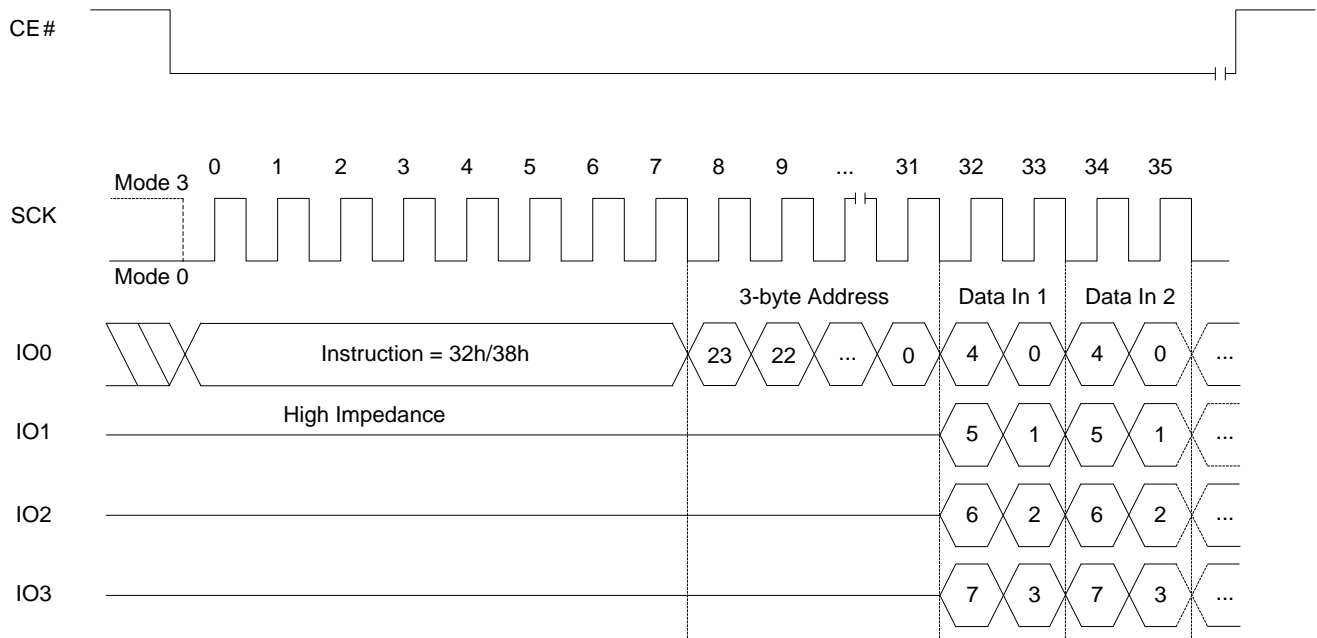 CE#
0 1 2 3 4 5 6 7 8 9 ... 31 32 33 34 35
Mode 3
SCK
Mode 0
3-byte Address Data In 1 Data In 2
IO0 Instruction = 32h/38h 23 22 ... 0 4 0 4 0 ...
High Impedance
IO1 5 1 5 1 ...
IO2 6 2 6 2 ...
IO3 7 3 7 3 ...